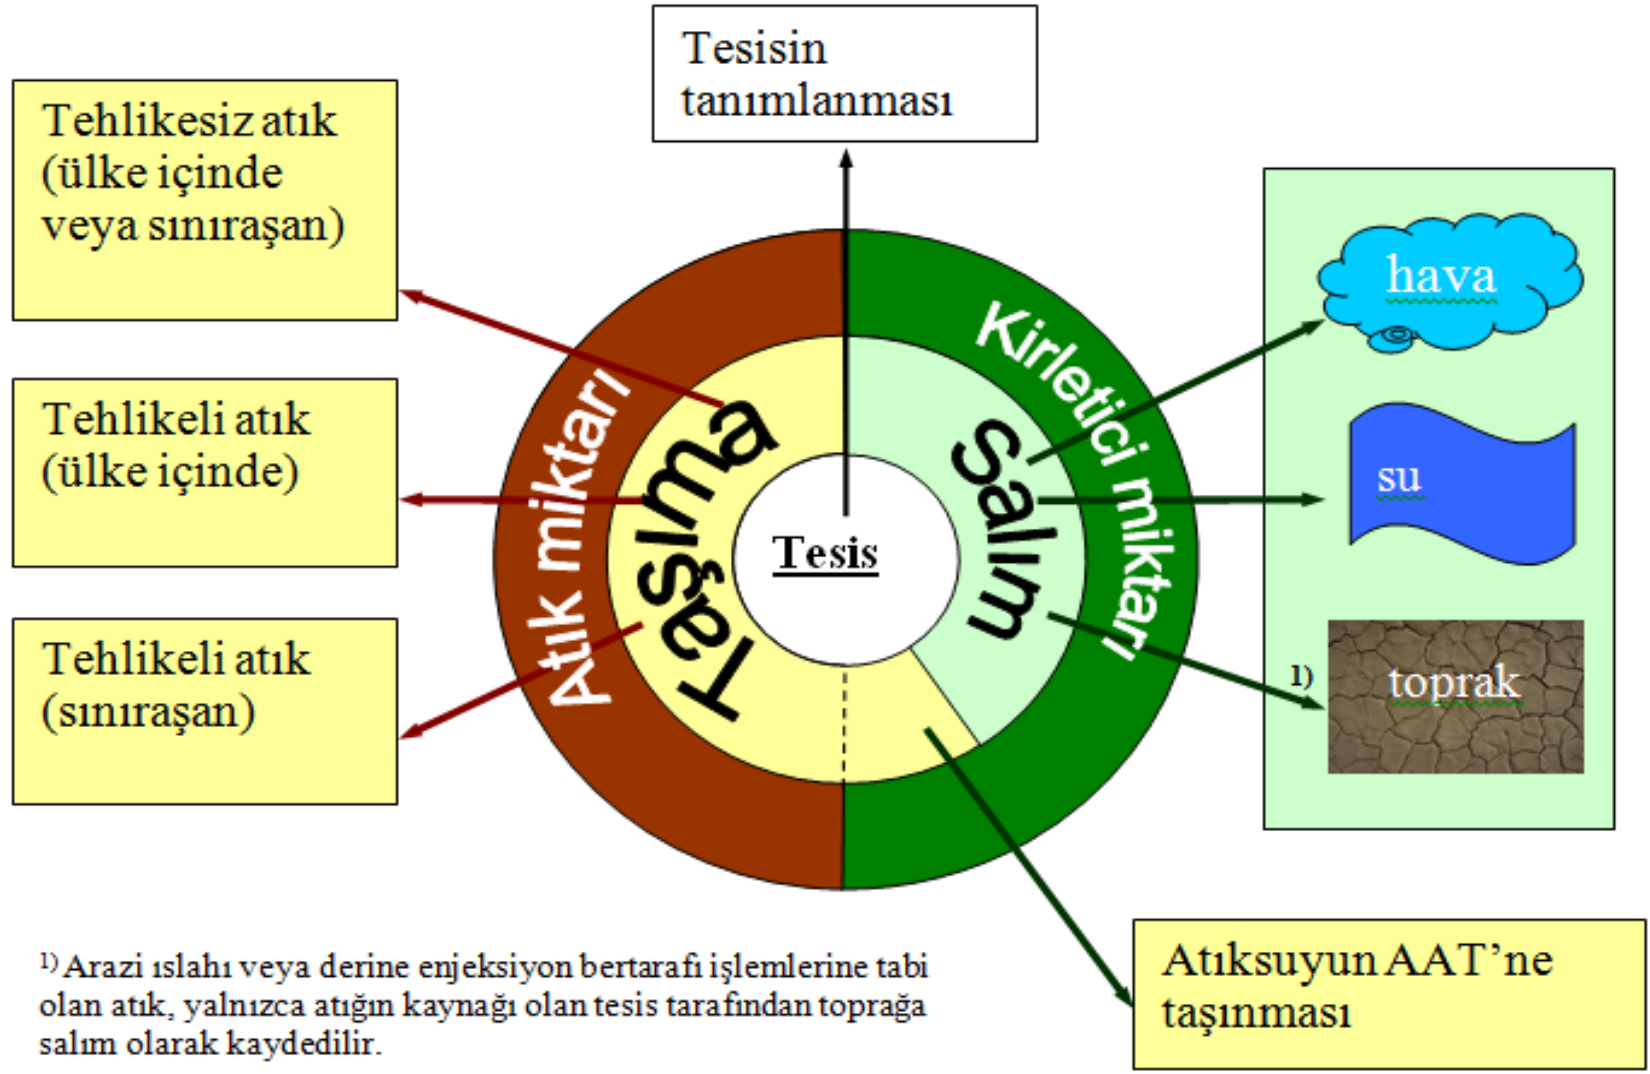 Tesisin
tanımlanması
Tehlikesiz atık
(ülke içinde
veya sınıraşan)
Tehlikeli atık
(ülke içinde)
Tehlikeli atık
(sınıraşan)
Atık miktarı
Taşıma
Tesis
Salım
Kirletici miktarı
hava
su
1)
toprak
Atıksuyun AAT’ne
taşınması
1) Arazi ıslahı veya derine enjeksiyon bertarafı işlemlerine tabi
olan atık, yalnızca atığın kaynağı olan tesis tarafından toprağa
salım olarak kaydedilir.